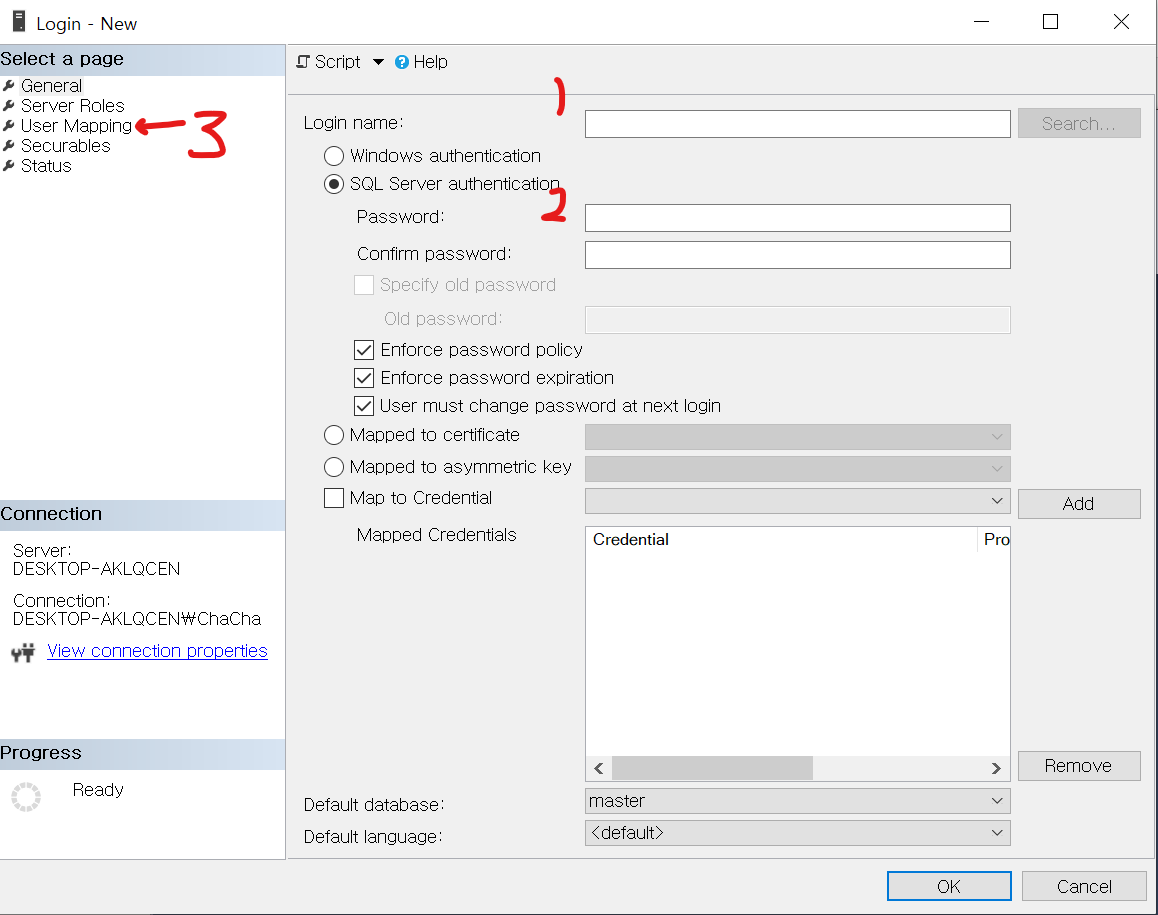 Login - New
Select a page
General
Server Roles
User Mapping
3
Securables
Status
Connection
Server:
DESKTOP-AKLQCEN
Connection:
DESKTOP-AKLQCEN₩ChaCha
View connection properties
Progress
Ready
Script
Help
1
Login name:
Search...
Windows authentication
SQL Server authentication
2
Password:
Confirm password:
Specify old password
Old password:
Enforce password policy
Enforce password expiration
User must change password at next login
Mapped to certificate
Mapped to asymmetric key
Map to Credential
Add
Mapped Credentials
Credential Pro
Remove
Default database: master
Default language: <default>
OK Cancel